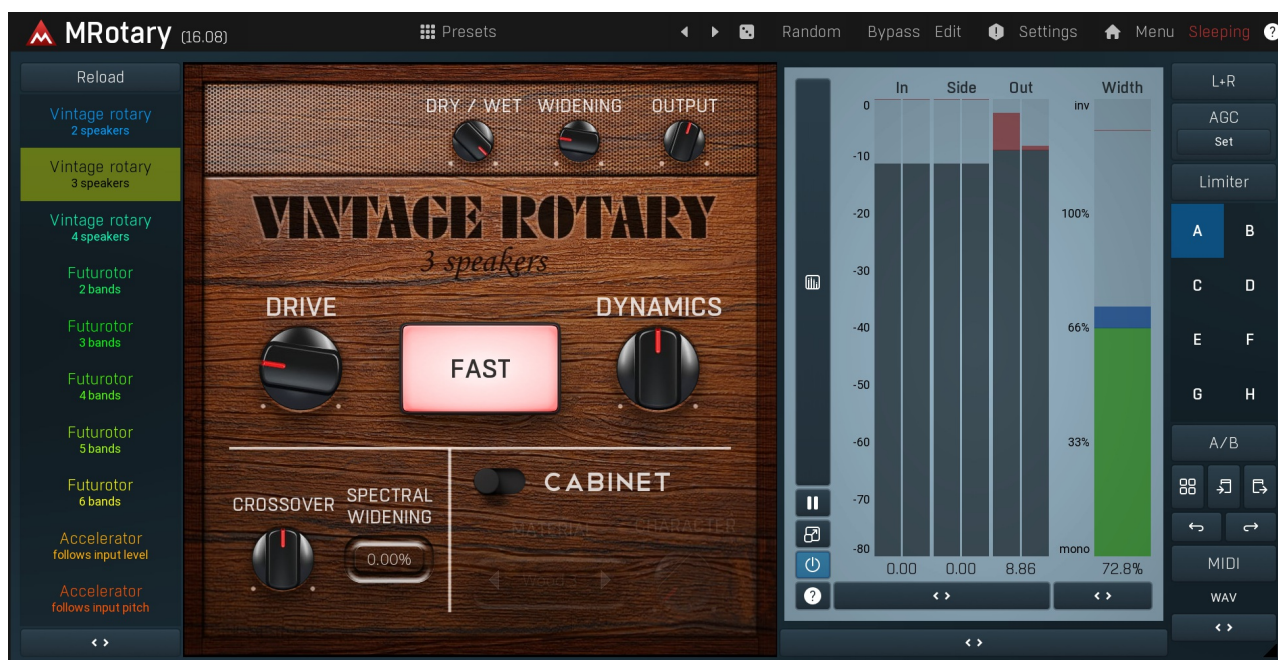 MRotary (16.08)
Presets
Random
Bypass
Edit
Settings
Menu
Sleeping
?
Reload
Vintage rotary
2 speakers
Vintage rotary
3 speakers
Vintage rotary
4 speakers
Futurotor
2 bands
Futurotor
3 bands
Futurotor
4 bands
Futurotor
5 bands
Futurotor
6 bands
Accelerator
follows input level
Accelerator
follows input pitch
DRY / WET
WIDENING
OUTPUT
VINTAGE ROTARY
3 speakers
DRIVE
FAST
DYNAMICS
CROSSOVER
SPECTRAL
WIDENING
0.00%
CABINET
MATERIAL
CHARACTER
In
Side
Out
Width
0
-10
-20
-30
-40
-50
-60
-70
-80
inv
100%
66%
33%
mono
0.00
0.00
8.86
72.8%
?
L+R
AGC
Set
Limiter
A
B
C
D
E
F
G
H
A/B
MIDI
WAV